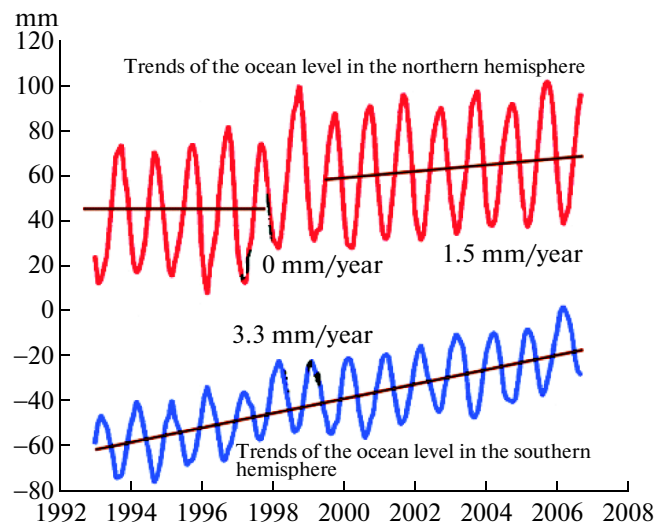 mm
120
Trends of the ocean level in the northern hemisphere
100
80
60
40
20
0 mm/year
1.5 mm/year
0
3.3 mm/year
−20
−40
−60
Trends of the ocean level in the southern
hemisphere
−80
1992 1994 1996 1998 2000 2002 2004 2006 2008